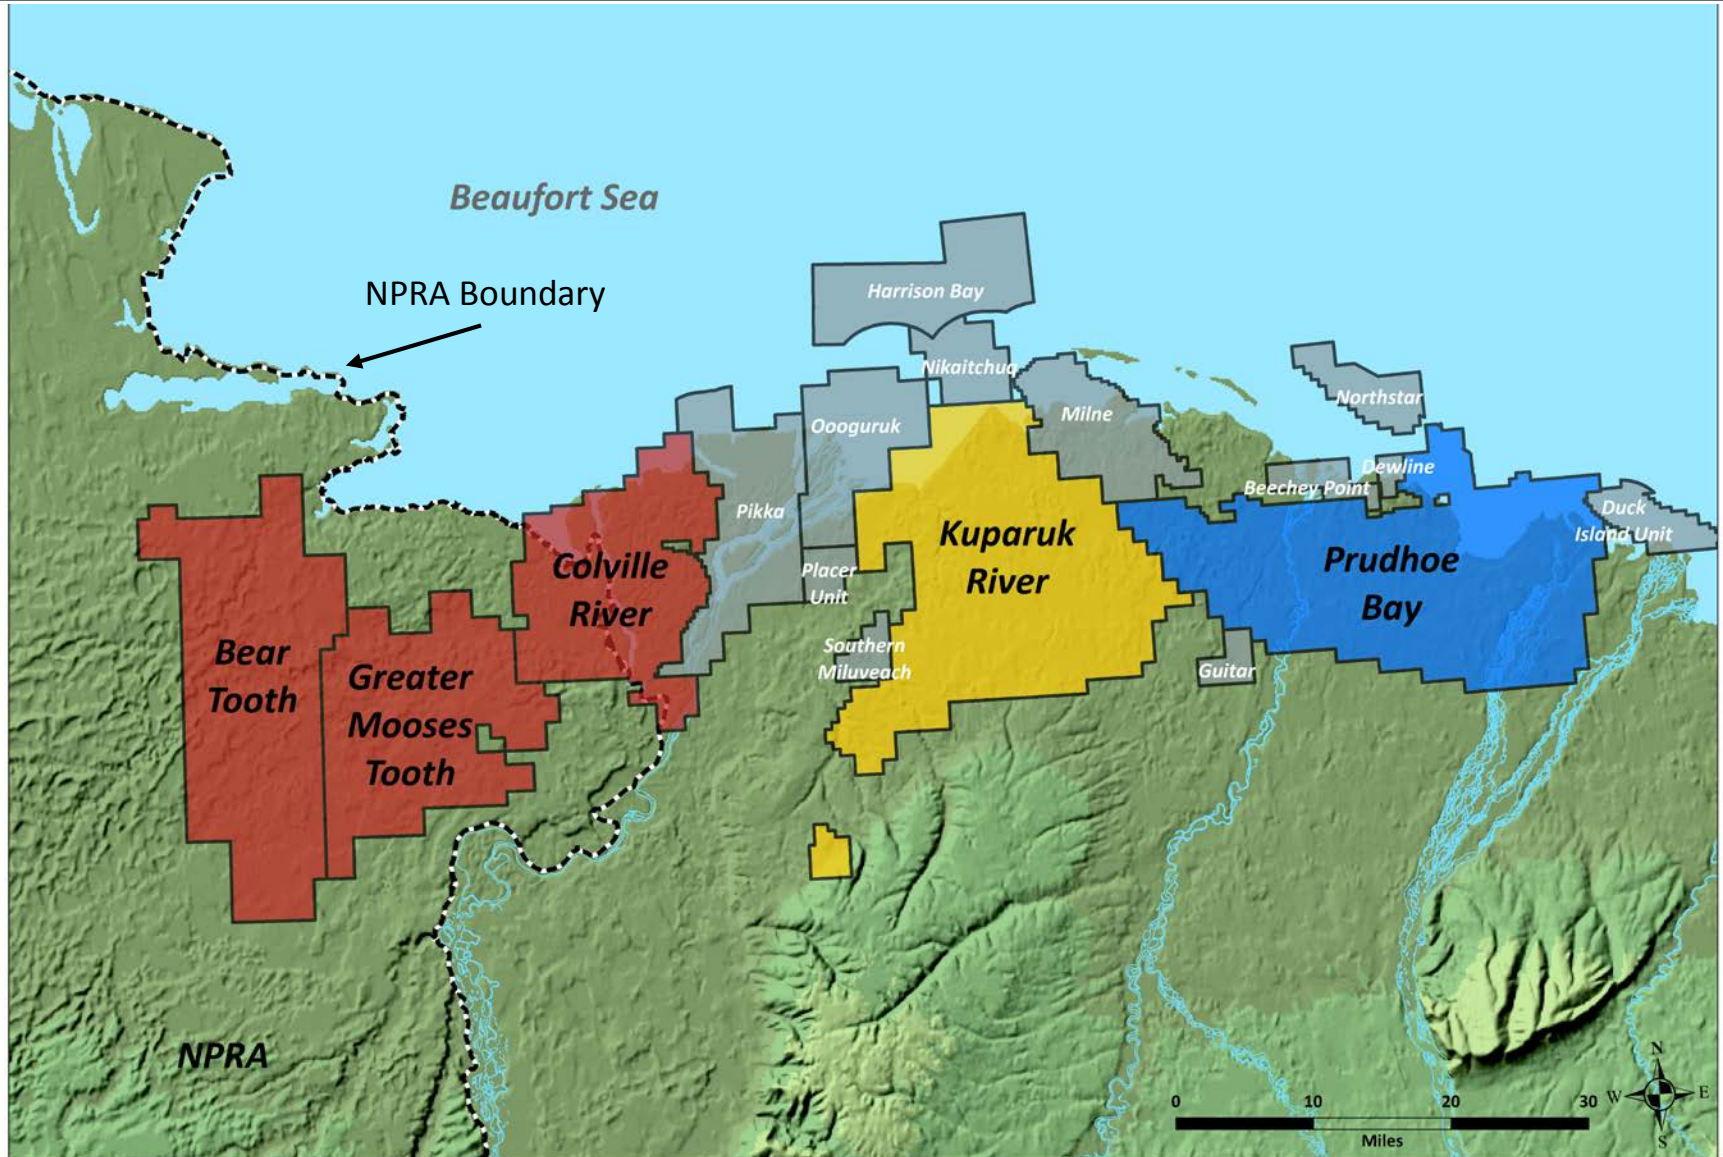 Beaufort Sea
NPRA Boundary
Harrison Bay
Nikaitchuq
Northstar
Milne
Oooguruk
Dewline
Beechey Point
Pikka
Duck
Island Unit
Kuparuk
River
Prudhoe
Bay
Colville
River
Placer
Unit
Southern
Miluveach
Guitar
Bear
Tooth
Greater
Mooses
Tooth
NPRA
N
W E
S
0 10 20 30
Miles